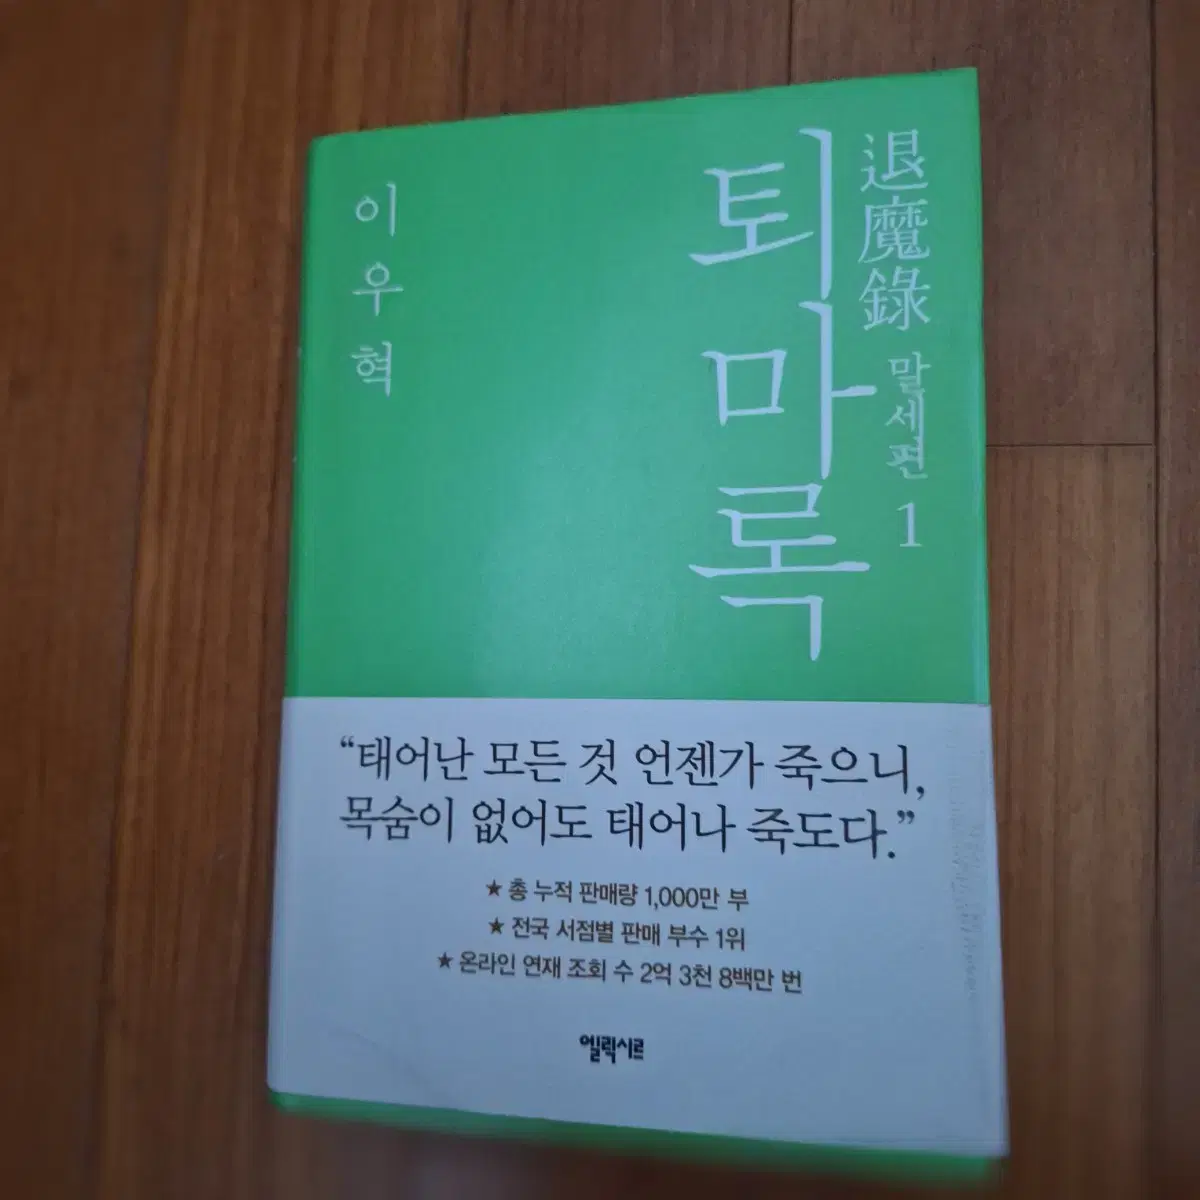 이우혁
퇴마록
退魔錄 말세편 1
“태어난 모든 것 언젠가 죽으니,
목숨이 없어도 태어나 죽도다.”
★ 총 누적 판매량 1,000만 부
★ 전국 서점별 판매 부수 1위
★ 온라인 연재 조회 수 2억 3천 8백만 번
엘릭시르